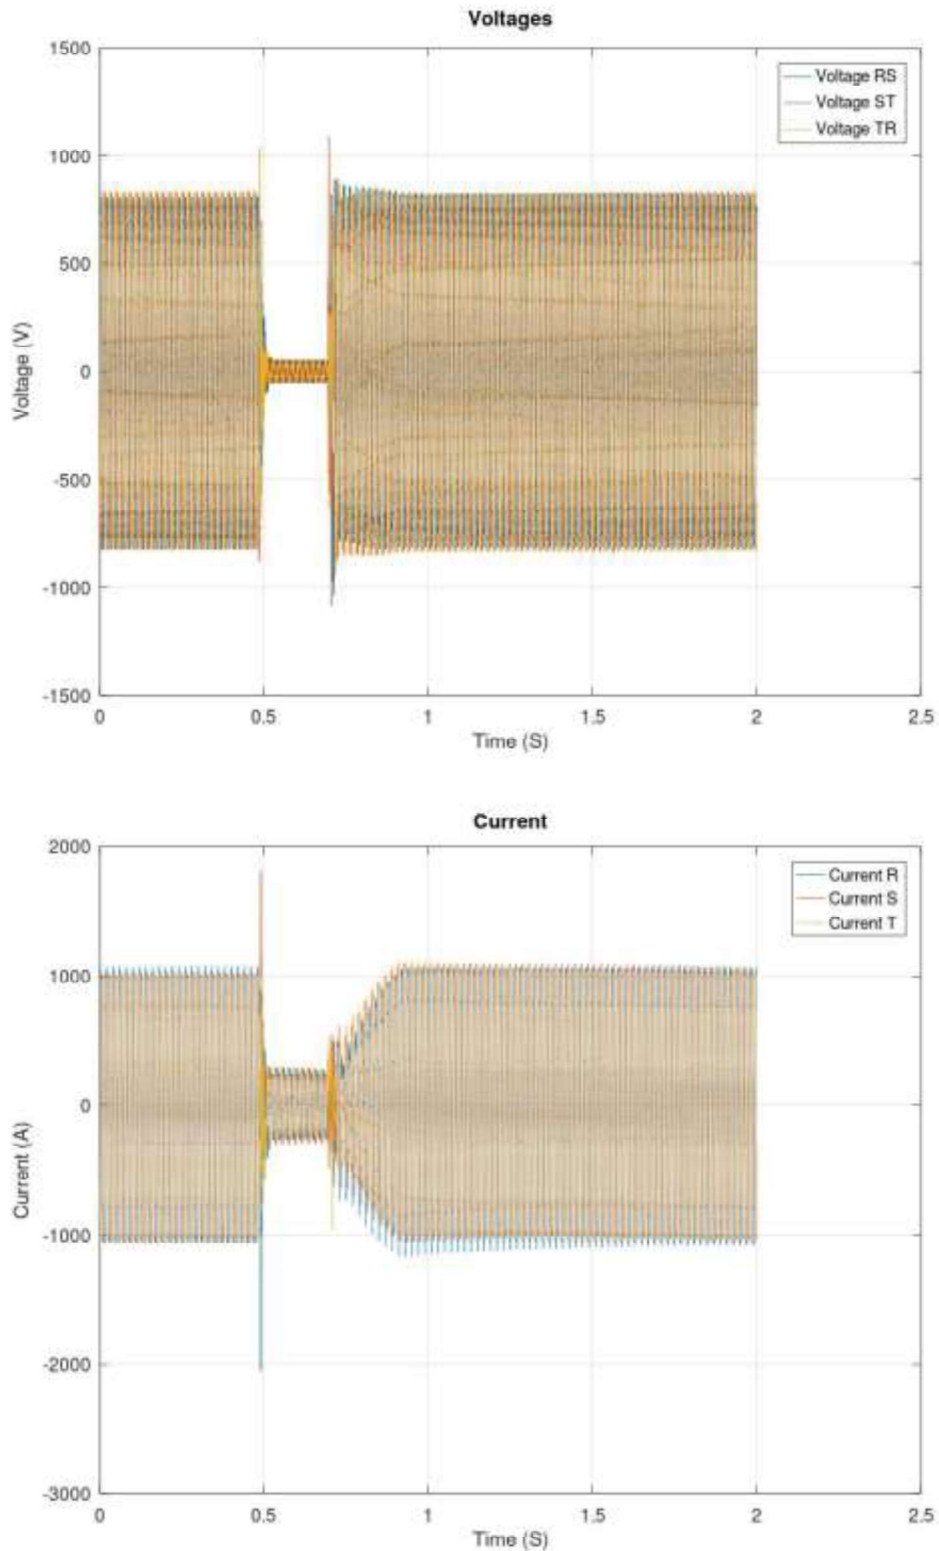 Voltages
1500
1000
500
0
-500
-1000
-1500
Voltage (V)
Voltage RS
Voltage ST
Voltage TR
0 0.5 1 1.5 2 2.5
Time (S)
Current
2000
1000
0
-1000
-2000
-3000
Current (A)
Current R
Current S
Current T
0 0.5 1 1.5 2 2.5
Time (S)